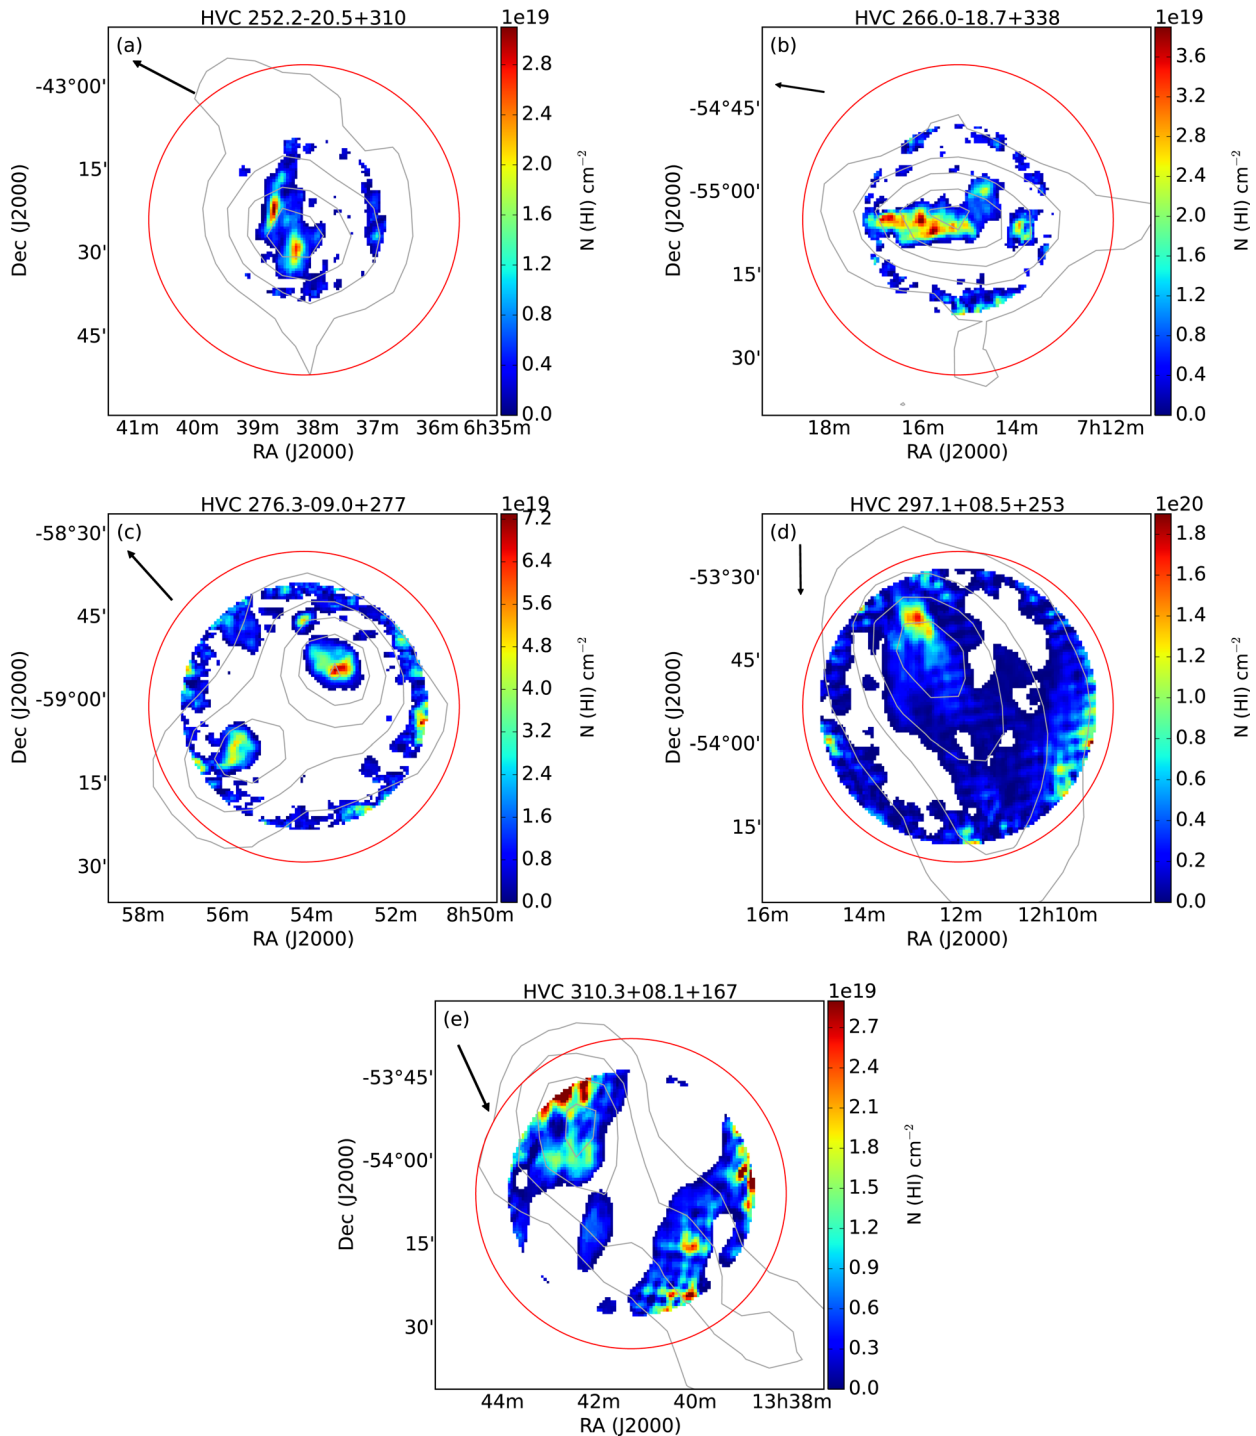 HVC 252.2-20.5+310
1e19
(a)
-43°00'
15'
30'
45'
Dec (J2000)
41m 40m 39m 38m 37m 36m 6h35m
RA (J2000)
2.8
2.4
2.0
1.6
1.2
0.8
0.4
0.0
N (HI) cm⁻²
HVC 266.0-18.7+338
1e19
(b)
-54°45'
-55°00'
15'
30'
Dec (J2000)
18m 16m 14m 7h12m
RA (J2000)
3.6
3.2
2.8
2.4
2.0
1.6
1.2
0.8
0.4
0.0
N (HI) cm⁻²
HVC 276.3-09.0+277
1e19
(c)
-58°30'
45'
-59°00'
15'
30'
Dec (J2000)
58m 56m 54m 52m 8h50m
RA (J2000)
7.2
6.4
5.6
4.8
4.0
3.2
2.4
1.6
0.8
0.0
N (HI) cm⁻²
HVC 297.1+08.5+253
1e20
(d)
-53°30'
45'
-54°00'
15'
Dec (J2000)
16m 14m 12m 12h10m
RA (J2000)
1.8
1.6
1.4
1.2
1.0
0.8
0.6
0.4
0.2
0.0
N (HI) cm⁻²
HVC 310.3+08.1+167
1e19
(e)
-53°45'
-54°00'
15'
30'
Dec (J2000)
44m 42m 40m 13h38m
RA (J2000)
2.7
2.4
2.1
1.8
1.5
1.2
0.9
0.6
0.3
0.0
N (HI) cm⁻²